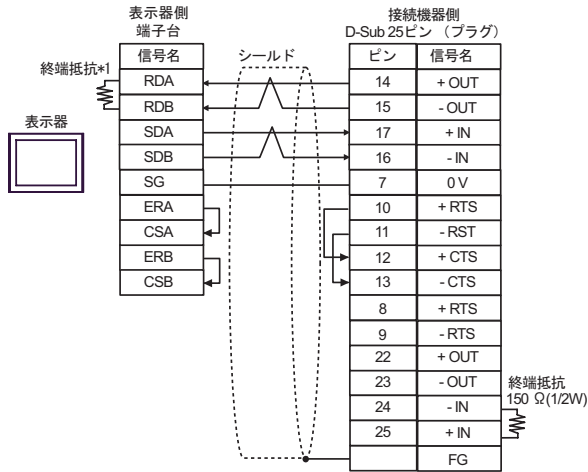 表示器側
端子台
接続機器側
D-Sub 25ピン （プラグ）
信号名
シールド
ピン
信号名
終端抵抗*1
RDA
14
+ OUT
RDB
15
- OUT
表示器
SDA
17
+ IN
SDB
16
- IN
SG
7
0 V
ERA
10
+ RTS
CSA
11
- RST
ERB
12
+ CTS
CSB
13
- CTS
8
+ RTS
9
- RTS
22
+ OUT
23
- OUT
終端抵抗
150 Ω(1/2W)
24
- IN
25
+ IN
FG